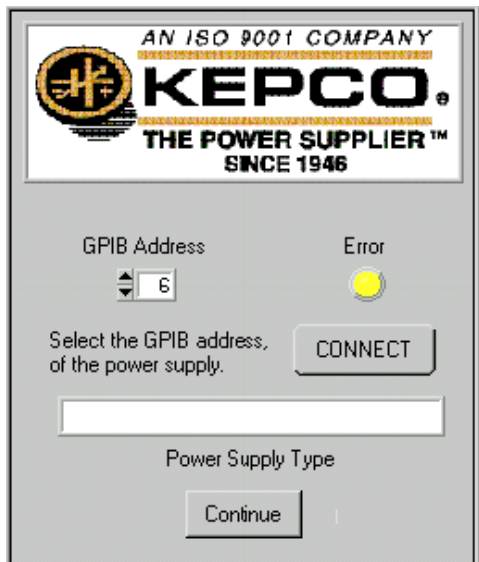 AN ISO 9001 COMPANY
KEPCO®
THE POWER SUPPLIER™
SINCE 1946
GPIB Address
Error
6
Select the GPIB address,
of the power supply.
CONNECT
Power Supply Type
Continue